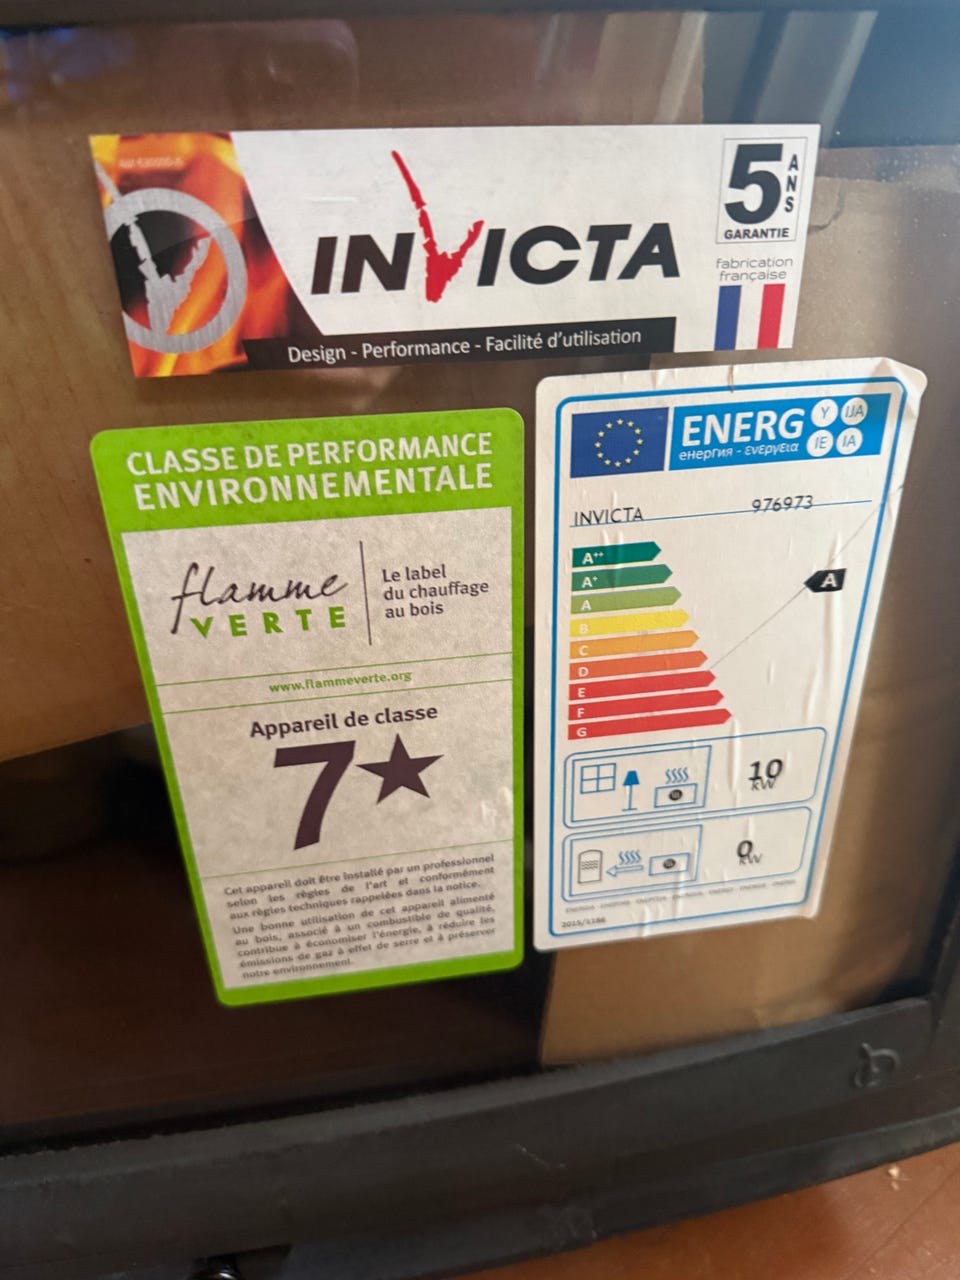 INVICTA
Design - Performance - Facilité d'utilisation
5 ANS
GARANTIE
fabrication
française
CLASSE DE PERFORMANCE
ENVIRONNEMENTALE
flamme
VERTE
Le label
du chauffage
au bois
www.flammeverte.org
Appareil de classe
7★
Cet appareil doit être installé par un professionnel
selon les règles de l'art et conformément
aux règles techniques rappelées dans la notice.
Une bonne utilisation de cet appareil alimenté
au bois, associé à un combustible de qualité,
contribue à économiser l'énergie, à réduire les
émissions de gaz à effet de serre et à préserver
notre environnement.
ENERG Y IJA
енергия - ενεργεια IE IA
INVICTA 976973
A++
A+
A
B
C
D
E
F
G
A
10
kW
0
kW
2015/1186